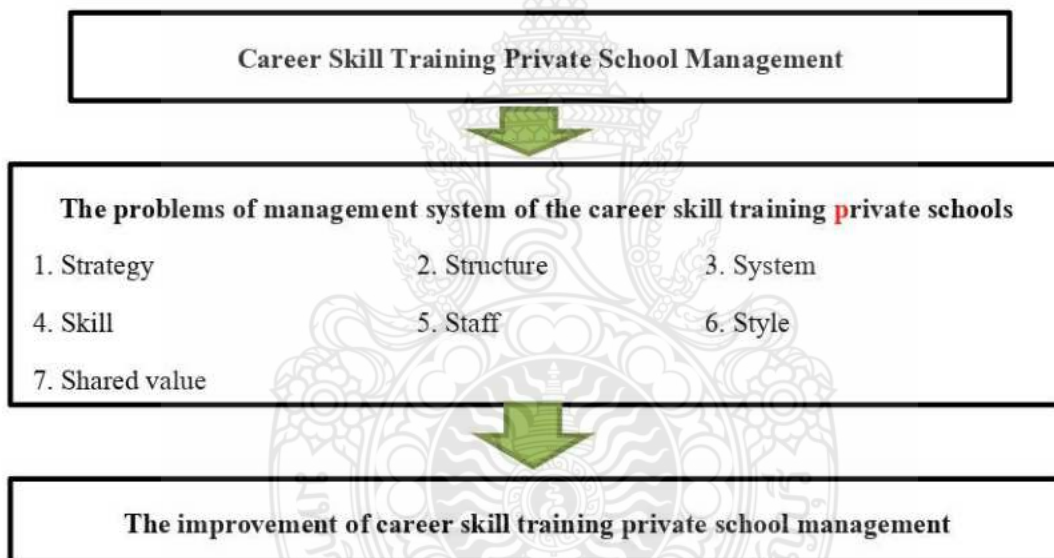 Career Skill Training Private School Management
The problems of management system of the career skill training private schools
1. Strategy 2. Structure 3. System
4. Skill 5. Staff 6. Style
7. Shared value
The improvement of career skill training private school management